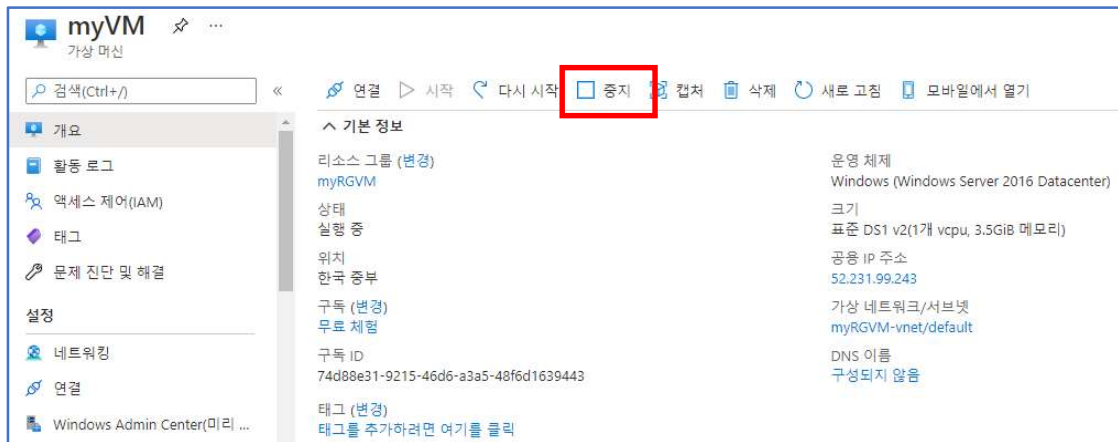 myVM ⋯
가상 머신
검색(Ctrl+/) «
연결 시작 다시 시작 중지 캡처 삭제 새로 고침 모바일에서 열기
개요
활동 로그
액세스 제어(IAM)
태그
문제 진단 및 해결
설정
네트워킹
연결
Windows Admin Center(미리 ...
기본 정보
리소스 그룹 (변경)
myRGVM
상태
실행 중
위치
한국 중부
구독 (변경)
무료 체험
구독 ID
74d88e31-9215-46d6-a3a5-48f6d1639443
태그 (변경)
태그를 추가하려면 여기를 클릭
운영 체제
Windows (Windows Server 2016 Datacenter)
크기
표준 DS1 v2(1개 vcpu, 3.5GiB 메모리)
공용 IP 주소
52.231.99.243
가상 네트워크/서브넷
myRGVM-vnet/default
DNS 이름
구성되지 않음